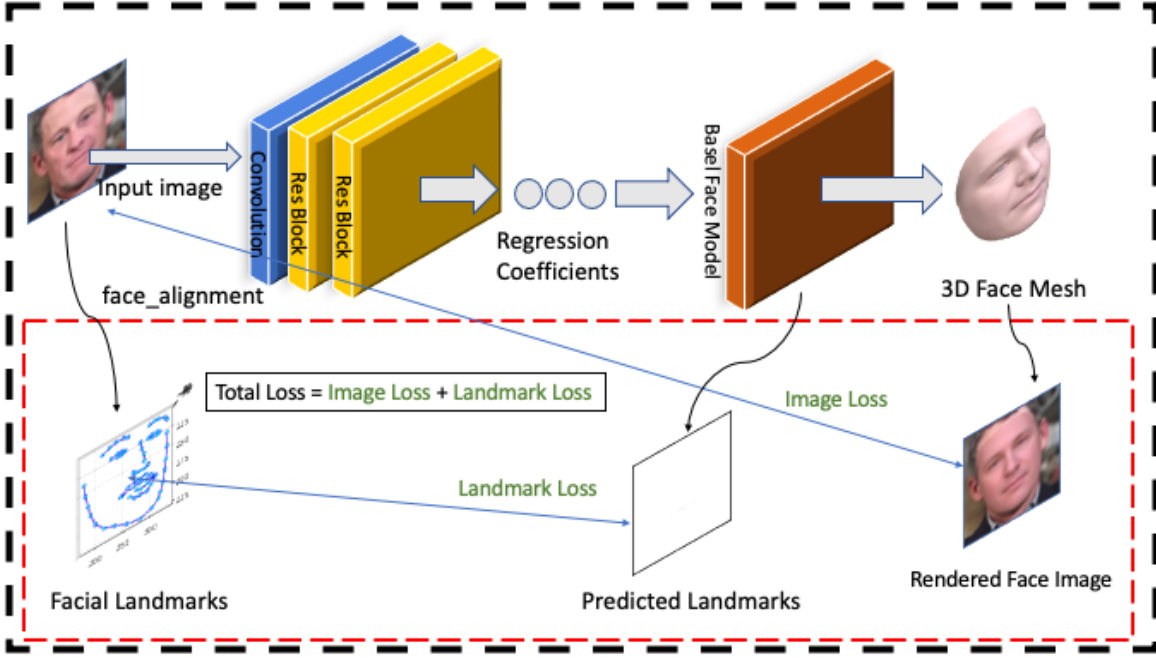 Input image
Convolution
Res Block
Res Block
Regression
Coefficients
Basel Face Model
3D Face Mesh
face_alignment
Total Loss = Image Loss + Landmark Loss
Image Loss
Landmark Loss
Facial Landmarks
Predicted Landmarks
Rendered Face Image